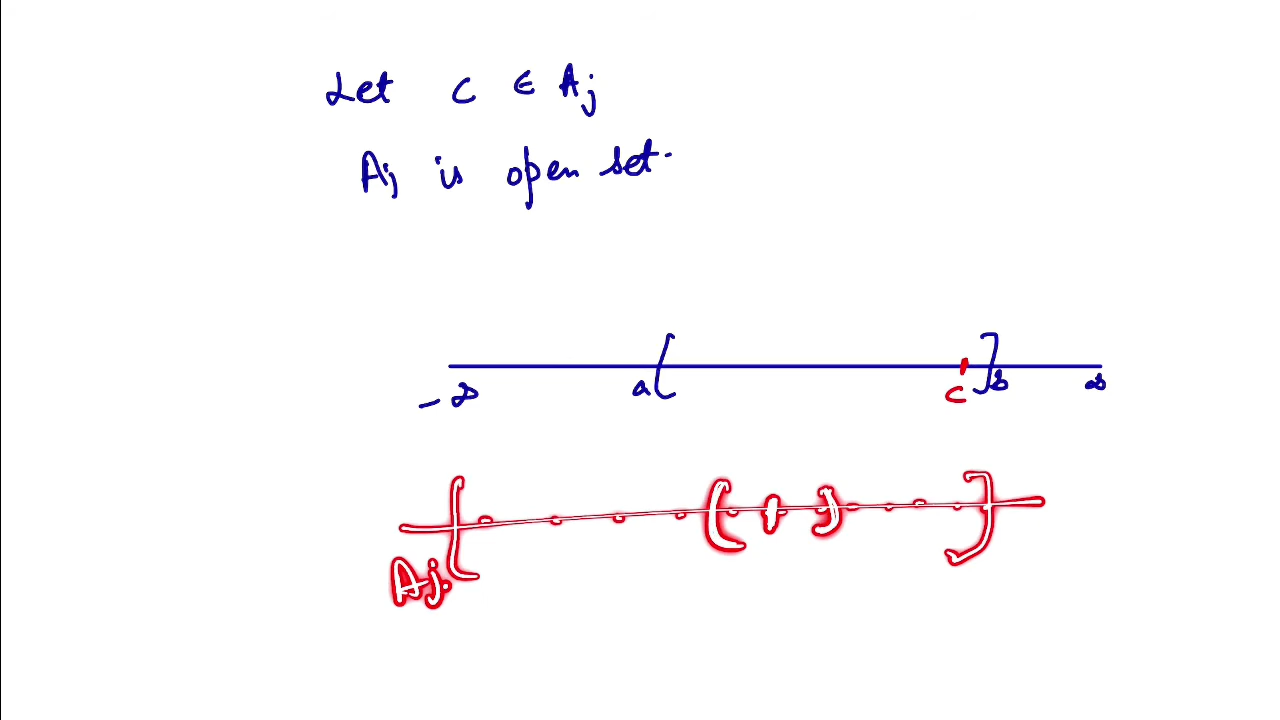 Let c ∈ Aj
Aj is open set.
-∞ a [ c ] b ∞
[ ( ) ]
Aj.